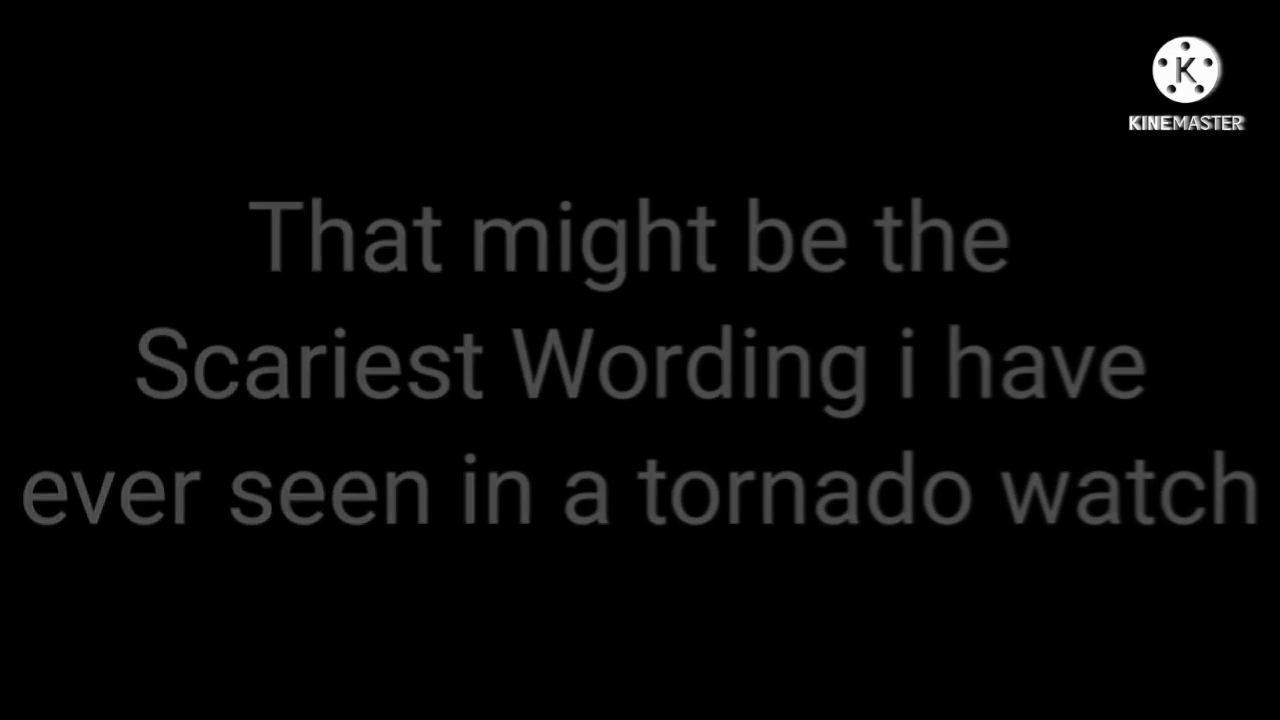 K
KINEMASTER
That might be the
Scariest Wording i have
ever seen in a tornado watch